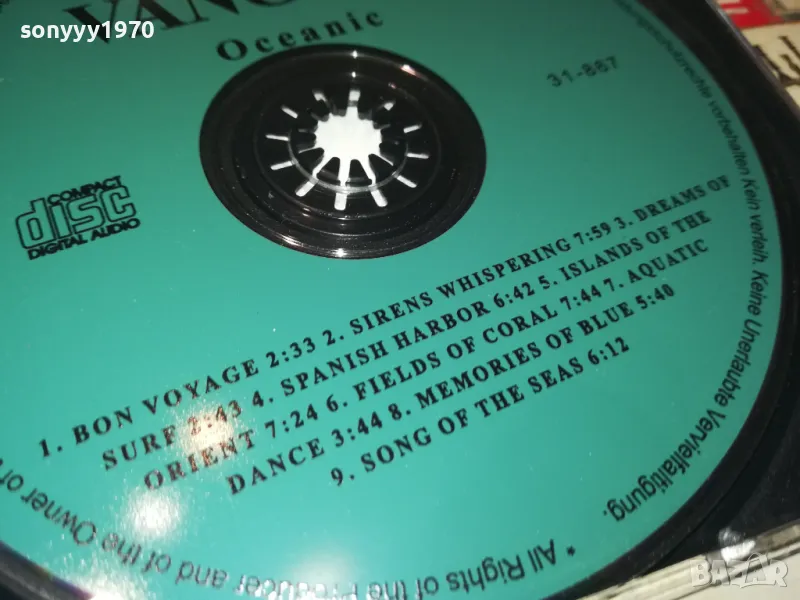 sonyyy1970
Oceanic
31-887
COMPACT
disc
DIGITAL AUDIO
1. BON VOYAGE 2:33 2. SIRENS WHISPERING 7:59 3. DREAMS OF
SURF 2:43 4. SPANISH HARBOR 6:42 5. ISLANDS OF THE
ORIENT 7:24 6. FIELDS OF CORAL 7:44 7. AQUATIC
DANCE 3:44 8. MEMORIES OF BLUE 5:40
9. SONG OF THE SEAS 6:12
vorbehalten Kein verleih. Keine Unerlaubte Vervielfältigung.
* All Rights of the Producer and of the Owner of
BAZAR